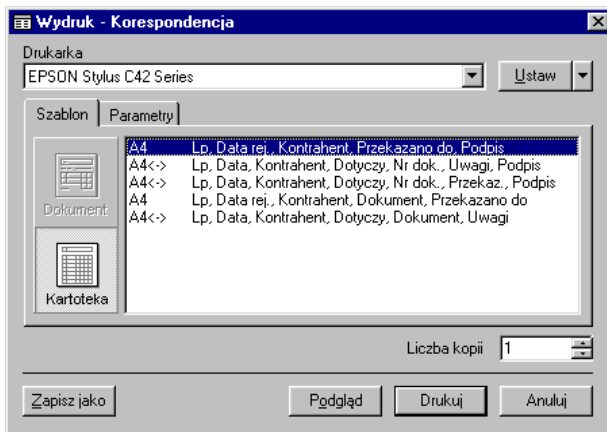 Wydruk - Korespondencja
Drukarka
EPSON Stylus C42 Series
Ustaw
Szablon
Parametry
A4 Lp, Data rej., Kontrahent, Przekazano do, Podpis
A4<-> Lp, Data, Kontrahent, Dotyczy, Nr dok., Uwagi, Podpis
A4<-> Lp, Data, Kontrahent, Dotyczy, Nr dok., Przekaz., Podpis
A4 Lp, Data rej., Kontrahent, Dokument, Przekazano do
A4<-> Lp, Data, Kontrahent, Dotyczy, Dokument, Uwagi
Dokument
Kartoteka
Liczba kopii 1
Zapisz jako
Podgląd
Drukuj
Anuluj